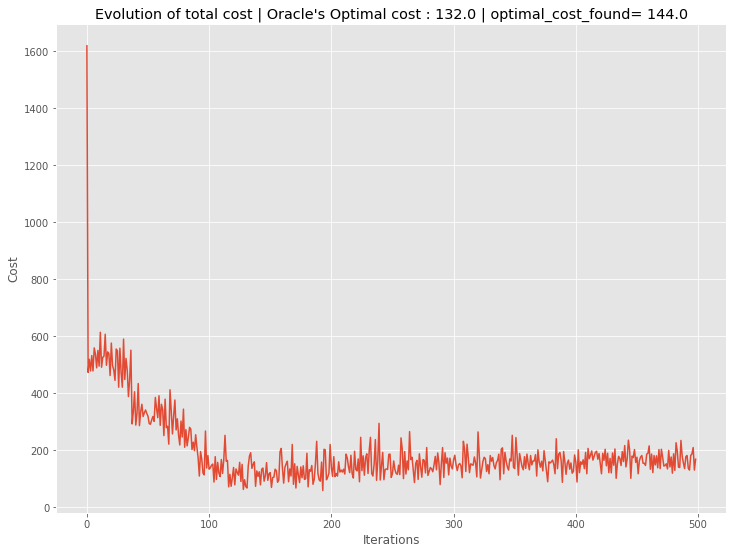 Evolution of total cost | Oracle's Optimal cost : 132.0 | optimal_cost_found= 144.0
1600
1400
1200
1000
800
600
400
200
0
Cost
0 100 200 300 400 500
Iterations